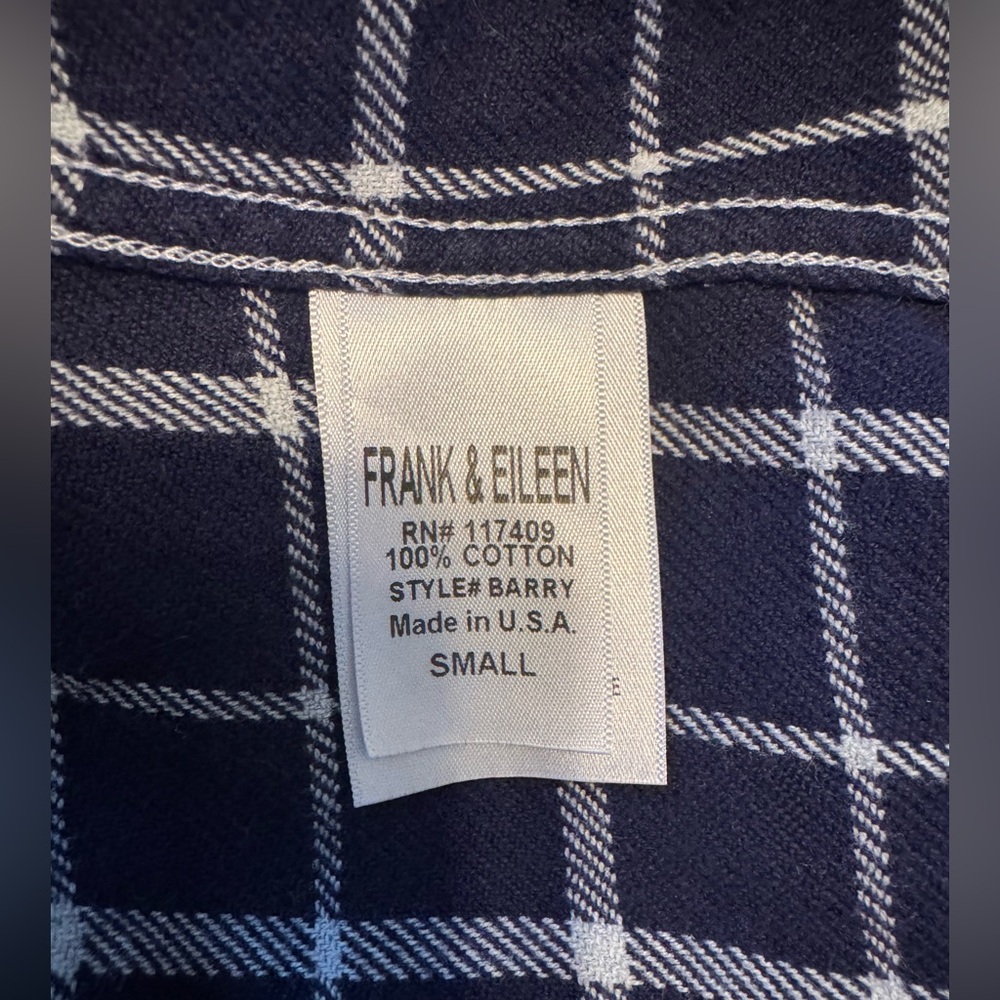 FRANK & EILEEN
RN# 117409
100% COTTON
STYLE# BARRY
Made in U.S.A.
SMALL
E